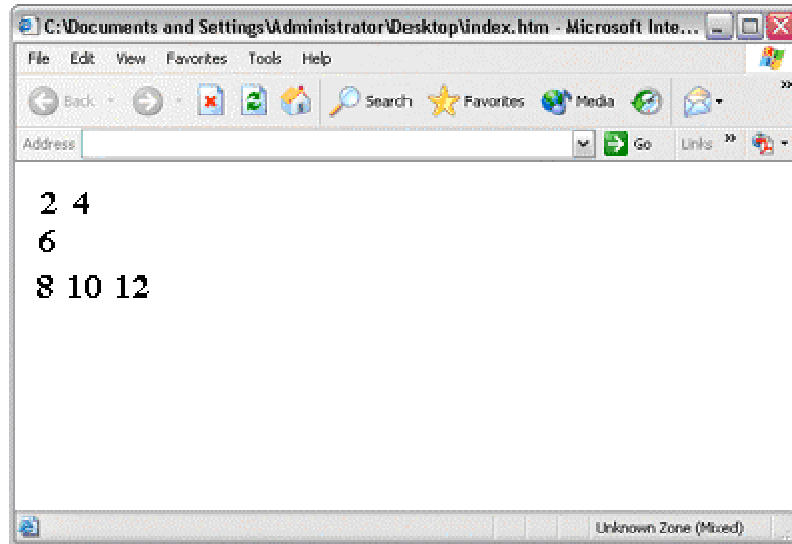 C:\Documents and Settings\Administrator\Desktop\index.htm - Microsoft Inte...
File Edit View Favorites Tools Help
Back Search Favorites Media
Address Go Links
2 4
6
8 10 12
Unknown Zone (Mixed)